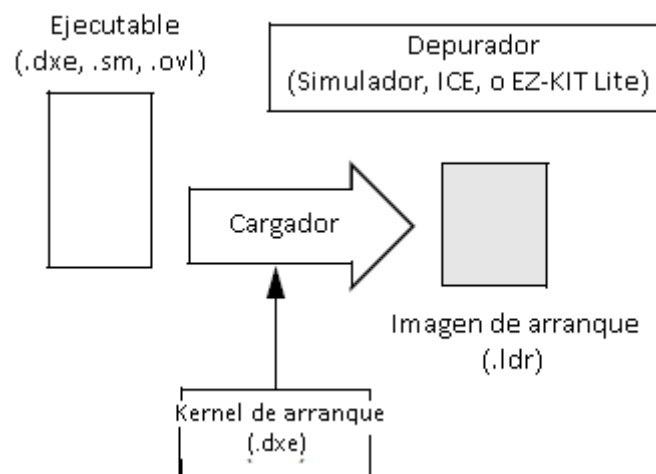 Ejecutable
(.dxe, .sm, .ovl)
Depurador
(Simulador, ICE, o EZ-KIT Lite)
Cargador
Imagen de arranque
(.ldr)
Kernel de arranque
(.dxe)